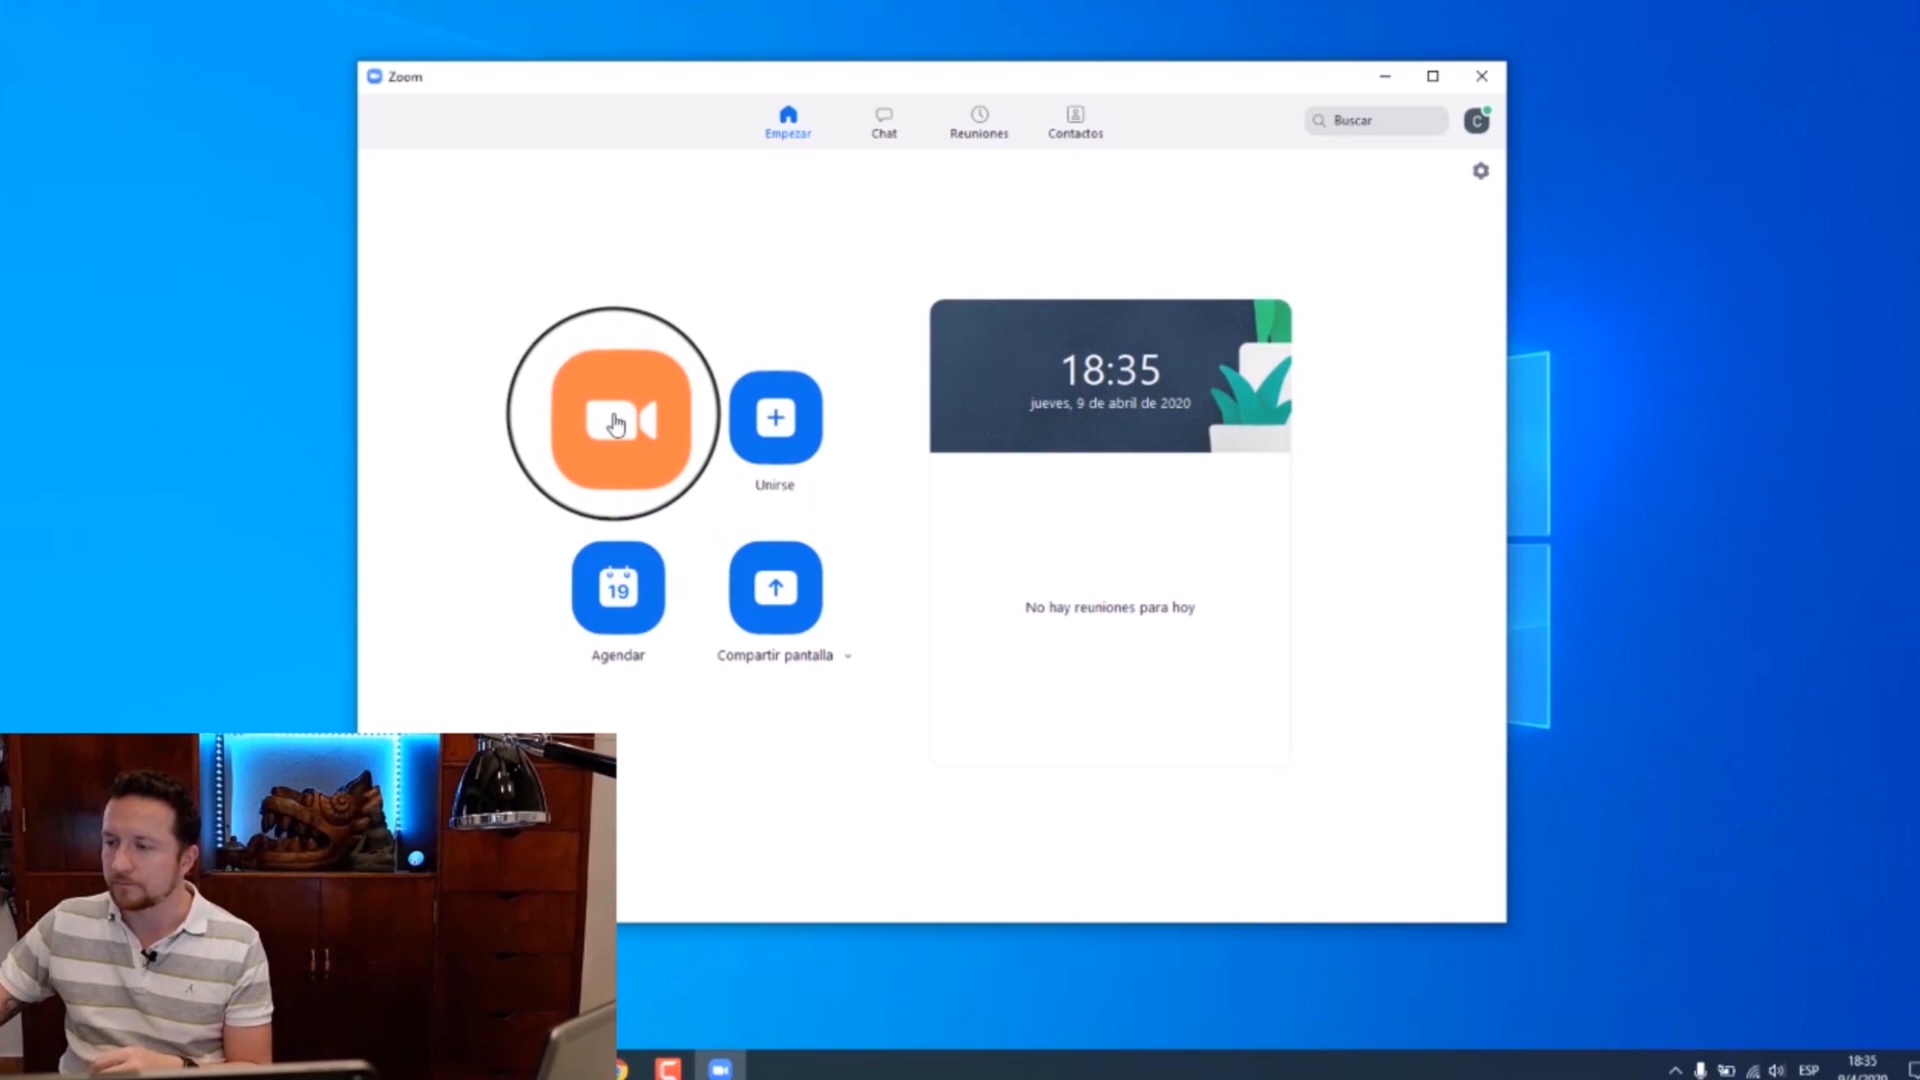 Zoom
Empezar
Chat
Reuniones
Contactos
Buscar
C
18:35
jueves, 9 de abril de 2020
Unirse
19
Agendar
Compartir pantalla
No hay reuniones para hoy
ESP
18:35